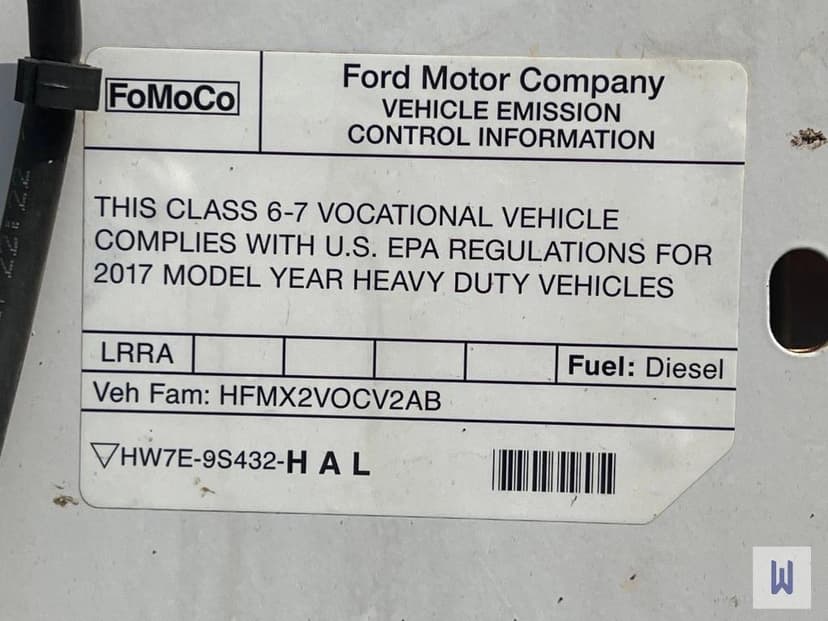 FoMoCo
Ford Motor Company
VEHICLE EMISSION
CONTROL INFORMATION
THIS CLASS 6-7 VOCATIONAL VEHICLE
COMPLIES WITH U.S. EPA REGULATIONS FOR
2017 MODEL YEAR HEAVY DUTY VEHICLES
LRRA
Fuel: Diesel
Veh Fam: HFMX2VOCV2AB
HW7E-9S432-HAL
W